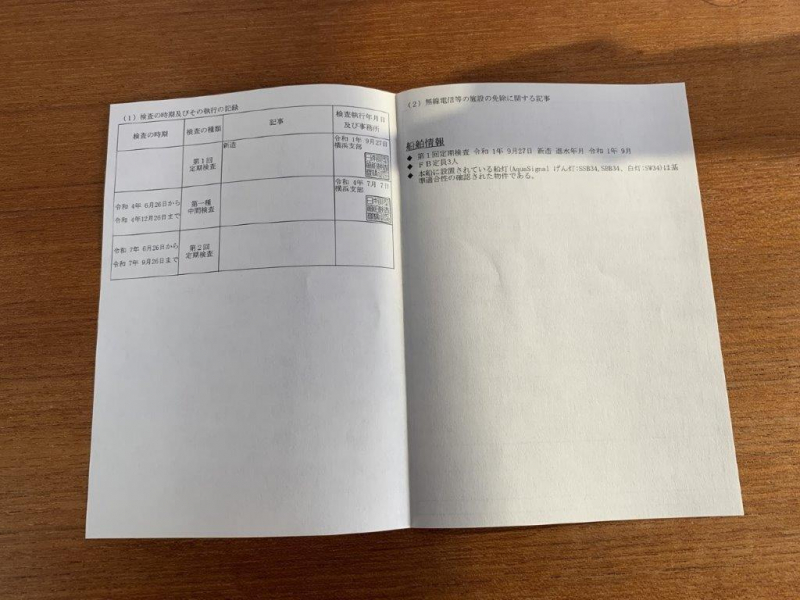 (1) 検査の時期及びその執行の記録
検査の時期 検査の種類 記事 検査執行年月日
及び事務所
第1回
定期検査
新造
令和 1年 9月27日
横浜支部
令和 4年 6月26日から
令和 4年12月26日まで
第一種
中間検査
令和 4年 7月 7日
横浜支部
令和 7年 6月26日から
令和 7年 9月26日まで
第2回
定期検査
(2) 無線電信等の施設の免除に関する記事
船舶情報
◆ 第1回定期検査 令和 1年 9月27日 新造 進水年月 令和 1年 9月
◆ FB定員3人
◆ 本船に設置されている船灯(AquaSigna) げん灯:SSB34,SHB34、白灯(SW34)は基
準適合性の確認された物件である。